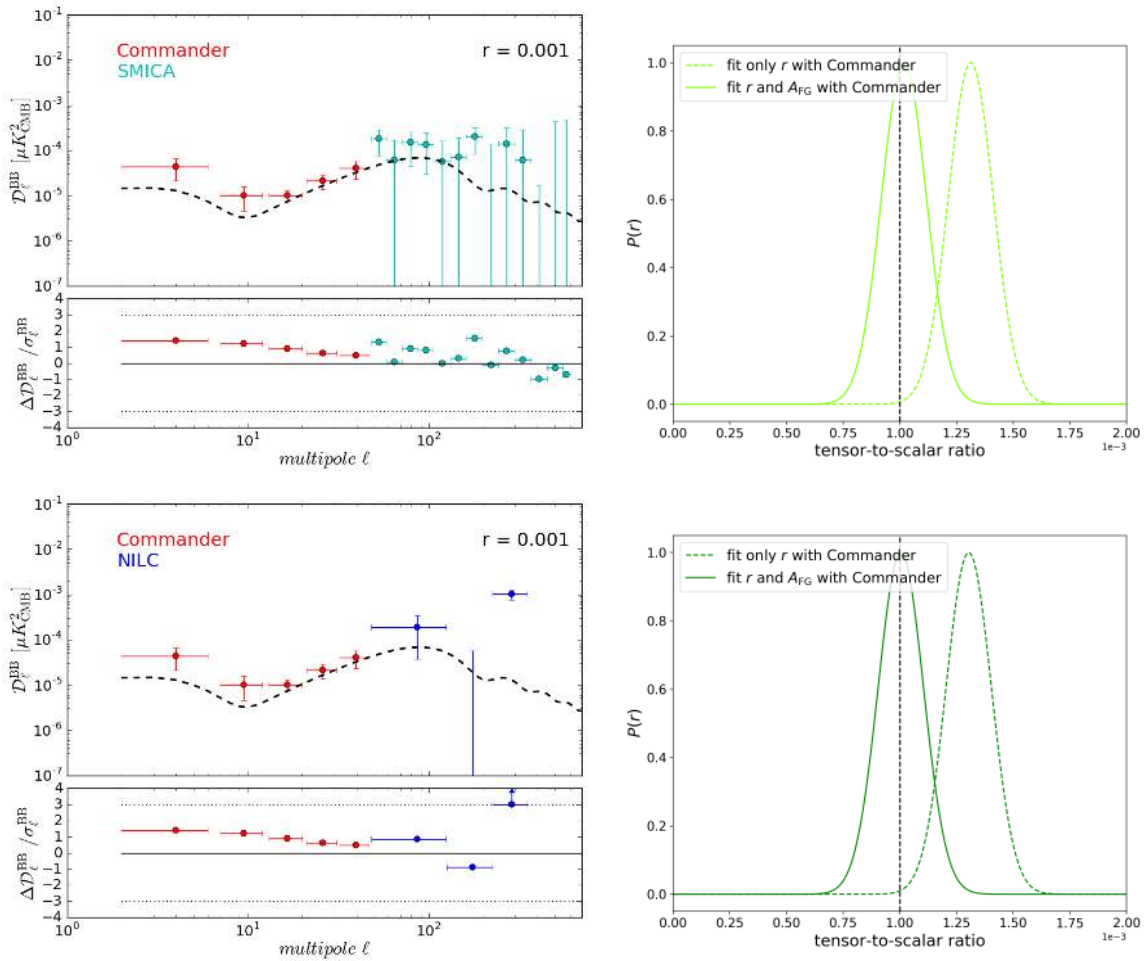 10^{-1}
10^{-2}
10^{-3}
10^{-4}
10^{-5}
10^{-6}
10^{-7}
Commander
SMICA
r = 0.001
𝒟_ℓ^{BB} [μK²_{CMB}]
4
3
2
1
0
−1
−2
−3
−4
Δ𝒟_ℓ^{BB} /σ_ℓ^{BB}
10^0
10^1
10^2
multipole ℓ
fit only r with Commander
fit r and A_{FG} with Commander
1.0
0.8
0.6
0.4
0.2
0.0
P(r)
0.00 0.25 0.50 0.75 1.00 1.25 1.50 1.75 2.00
1e−3
tensor-to-scalar ratio
10^{-1}
10^{-2}
10^{-3}
10^{-4}
10^{-5}
10^{-6}
10^{-7}
Commander
NILC
r = 0.001
𝒟_ℓ^{BB} [μK²_{CMB}]
4
3
2
1
0
−1
−2
−3
−4
Δ𝒟_ℓ^{BB} /σ_ℓ^{BB}
10^0
10^1
10^2
multipole ℓ
fit only r with Commander
fit r and A_{FG} with Commander
1.0
0.8
0.6
0.4
0.2
0.0
P(r)
0.00 0.25 0.50 0.75 1.00 1.25 1.50 1.75 2.00
1e−3
tensor-to-scalar ratio